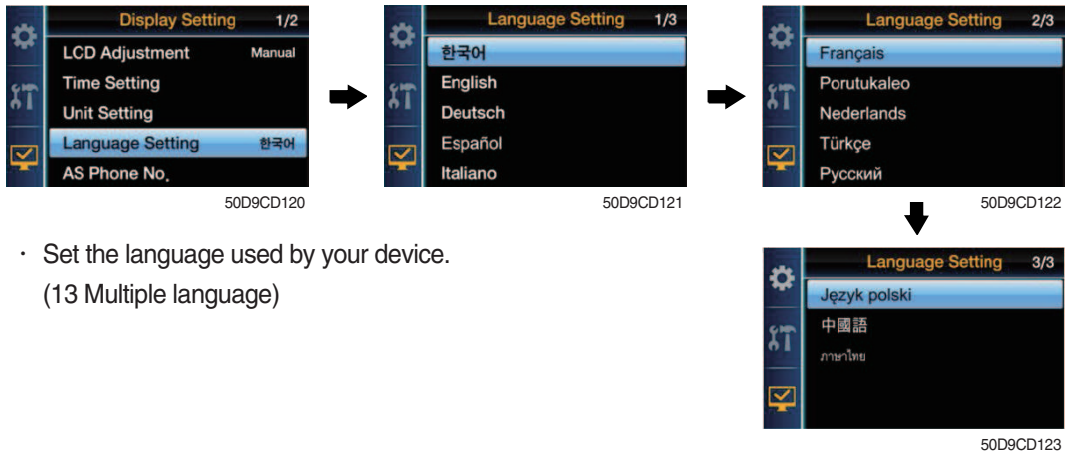 Display Setting 1/2
LCD Adjustment Manual
Time Setting
Unit Setting
Language Setting 한국어
AS Phone No.
50D9CD120
Language Setting 1/3
한국어
English
Deutsch
Español
Italiano
50D9CD121
Language Setting 2/3
Français
Porutukaleo
Nederlands
Türkçe
Русский
50D9CD122
· Set the language used by your device.
(13 Multiple language)
Language Setting 3/3
Język polski
中國語
ภาษาไทย
50D9CD123